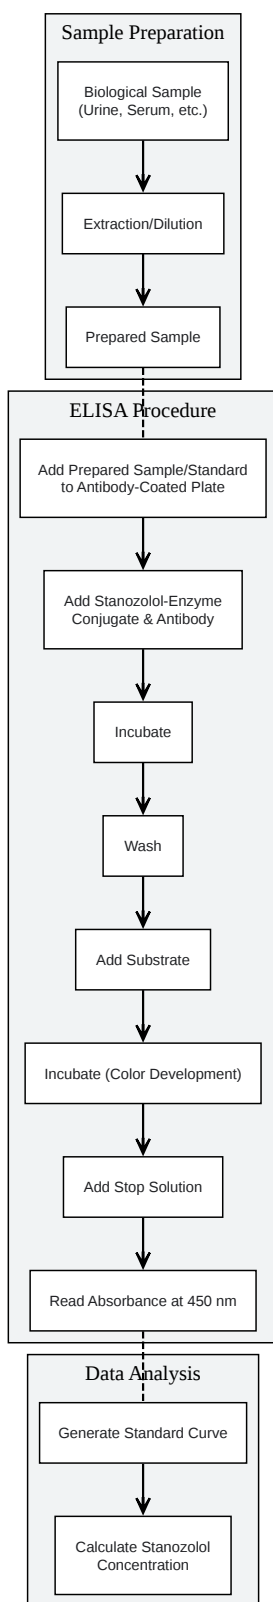 Sample Preparation
Biological Sample
(Urine, Serum, etc.)
Extraction/Dilution
Prepared Sample
ELISA Procedure
Add Prepared Sample/Standard
to Antibody-Coated Plate
Add Stanozolol-Enzyme
Conjugate & Antibody
Incubate
Wash
Add Substrate
Incubate (Color Development)
Add Stop Solution
Read Absorbance at 450 nm
Data Analysis
Generate Standard Curve
Calculate Stanozolol
Concentration